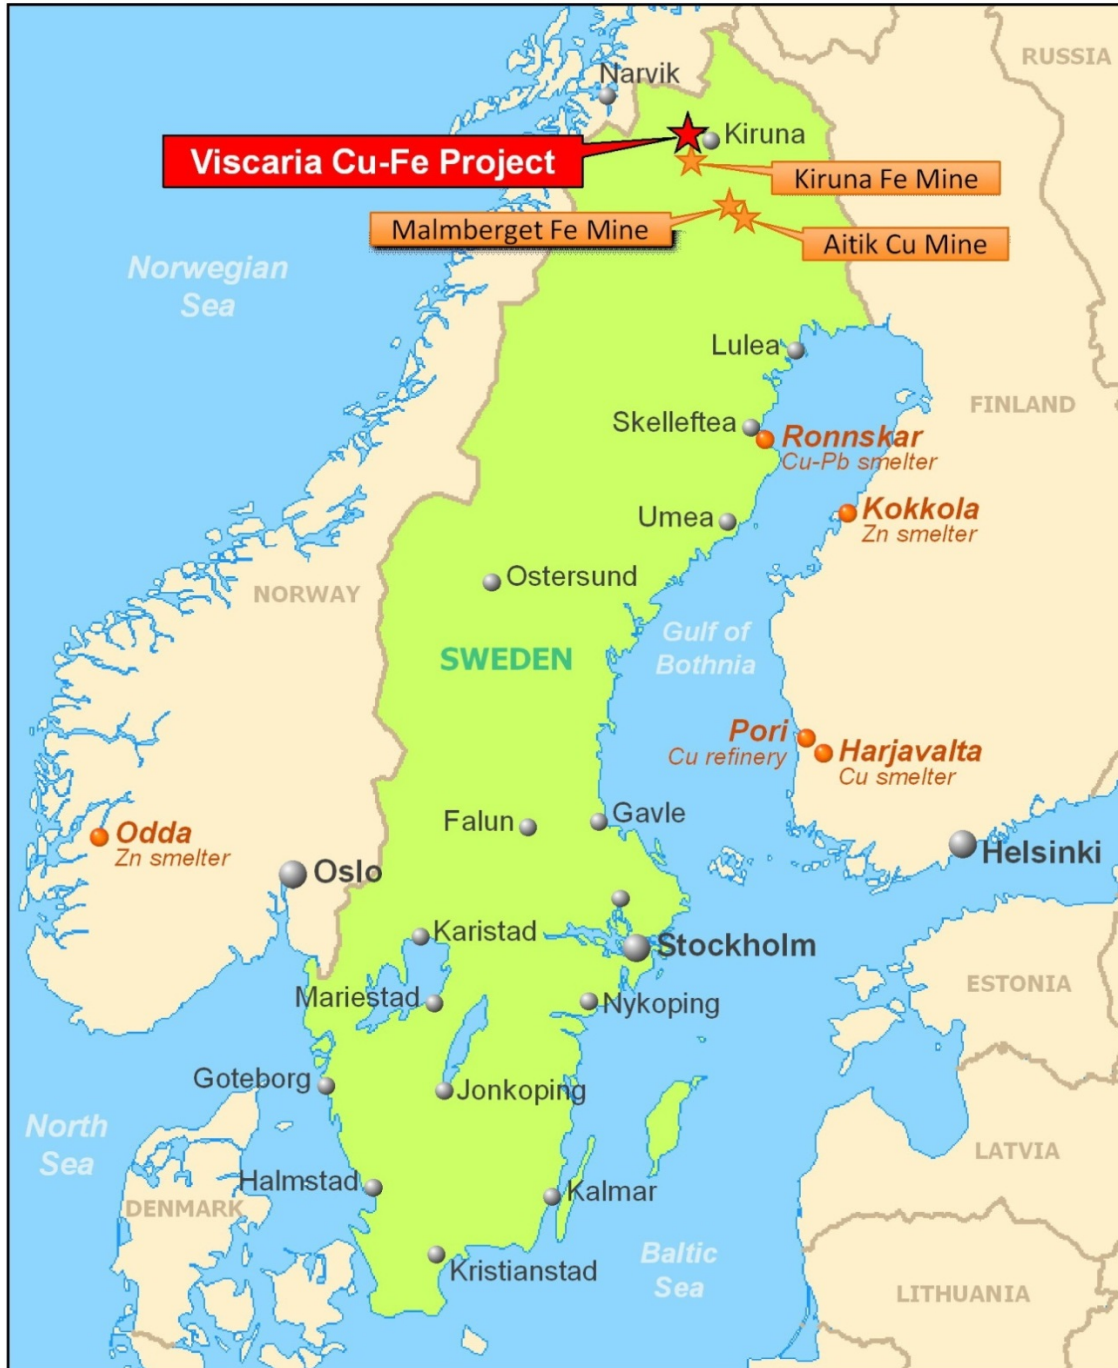 RUSSIA
Narvik
Kiruna
Viscaria Cu-Fe Project
Kiruna Fe Mine
Malmberget Fe Mine
Aitik Cu Mine
Norwegian
Sea
Lulea
FINLAND
Skelleftea
Ronnskar
Cu-Pb smelter
Kokkola
Zn smelter
Umea
Ostersund
NORWAY
Gulf of
Bothnia
SWEDEN
Pori
Cu refinery
Harjavalta
Cu smelter
Gavle
Falun
Odda
Zn smelter
Helsinki
Oslo
Karistad
Stockholm
ESTONIA
Mariestad
Nykoping
Goteborg
Jonkoping
North
Sea
LATVIA
Halmstad
Kalmar
DENMARK
Baltic
Sea
Kristianstad
LITHUANIA